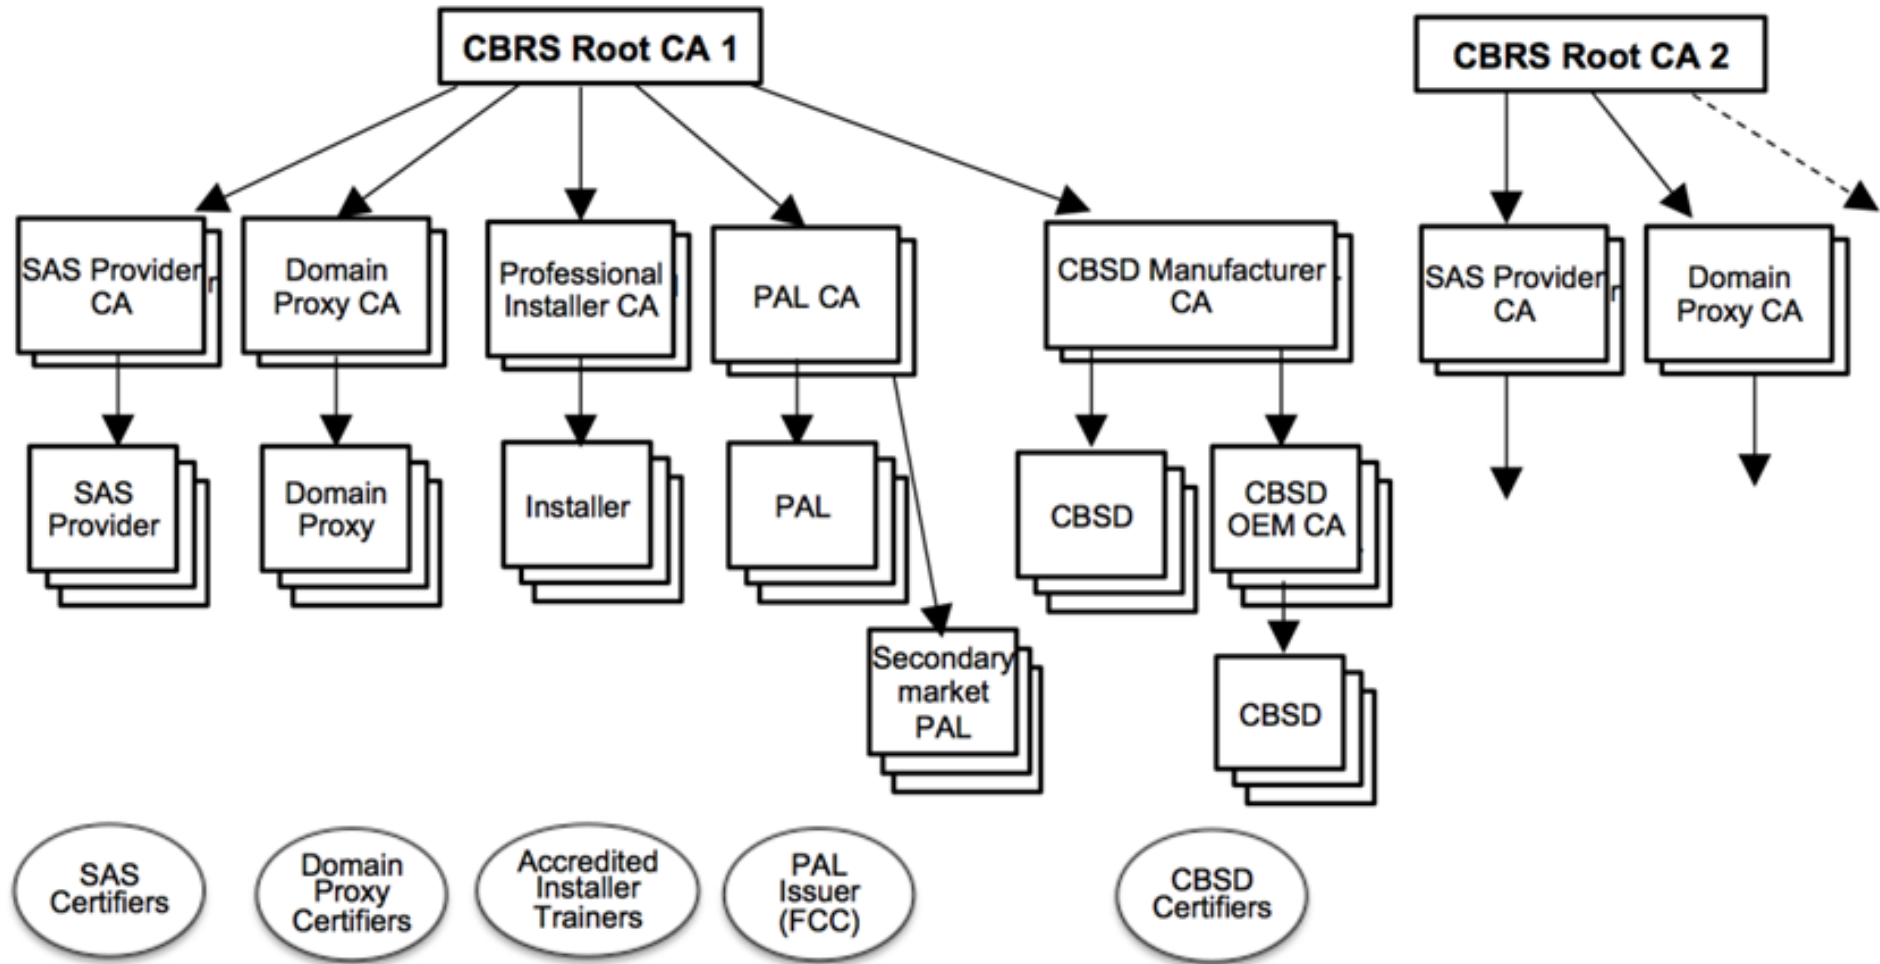 CBRS Root CA 1
CBRS Root CA 2
SAS Provider
CA
Domain
Proxy CA
Professional
Installer CA
PAL CA
CBSD Manufacturer
CA
SAS Provider
CA
Domain
Proxy CA
SAS
Provider
Domain
Proxy
Installer
PAL
CBSD
CBSD
OEM CA
Secondary
market
PAL
CBSD
SAS
Certifiers
Domain
Proxy
Certifiers
Accredited
Installer
Trainers
PAL
Issuer
(FCC)
CBSD
Certifiers